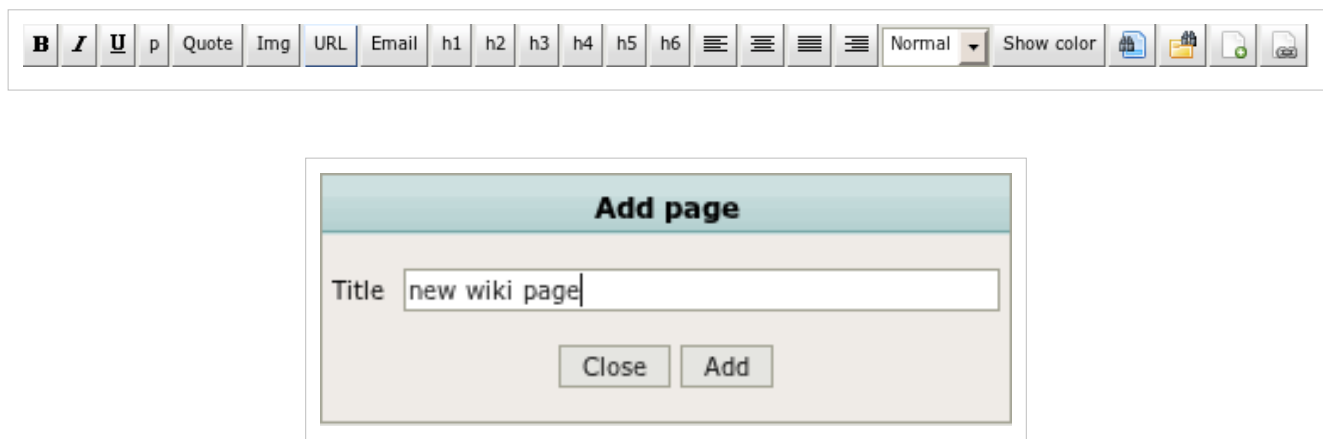 B I U p Quote Img URL Email h1 h2 h3 h4 h5 h6 Normal Show color
Add page
Title new wiki page
Close Add